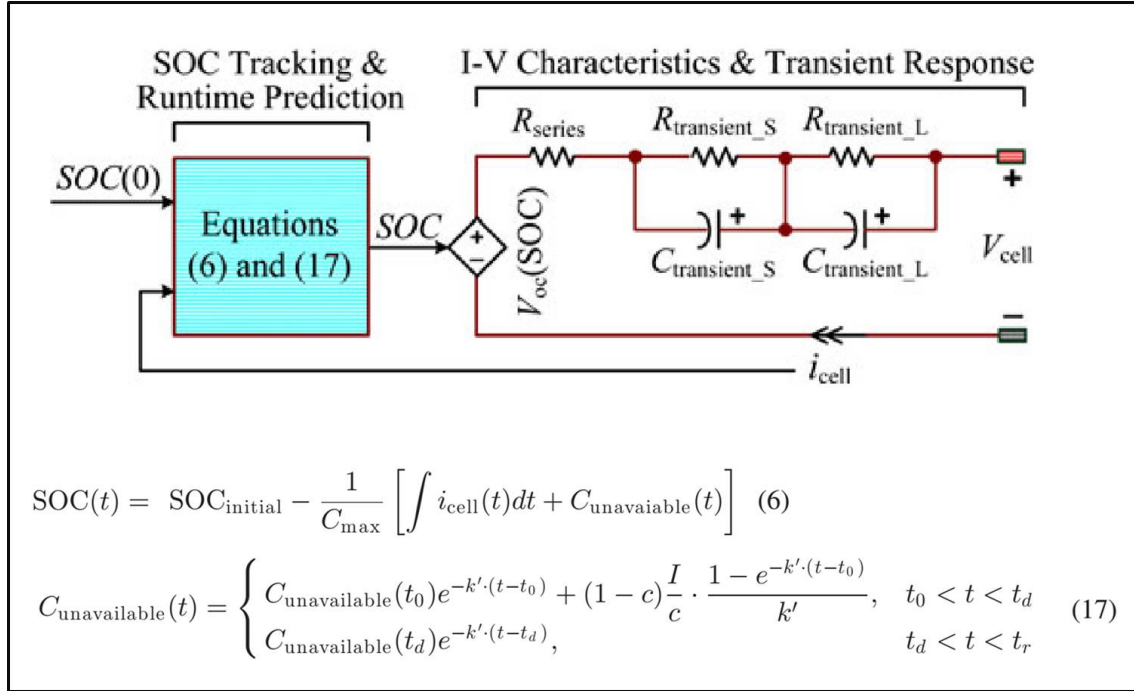 SOC Tracking &
Runtime Prediction
I-V Characteristics & Transient Response
R_series
R_transient_S
R_transient_L
SOC(0)
Equations
(6) and (17)
SOC
+
−
V_oc(SOC)
+
+
C_transient_S
C_transient_L
+
V_cell
−
i_cell
SOC(t) = SOC_initial − 1/C_max [∫ i_cell(t)dt + C_unavaiable(t)] (6)
C_unavailable(t) = { C_unavailable(t_0)e^{−k′·(t−t_0)} + (1 − c) I/c · (1 − e^{−k′·(t−t_0)})/k′, t_0 < t < t_d
C_unavailable(t_d)e^{−k′·(t−t_d)}, t_d < t < t_r (17)